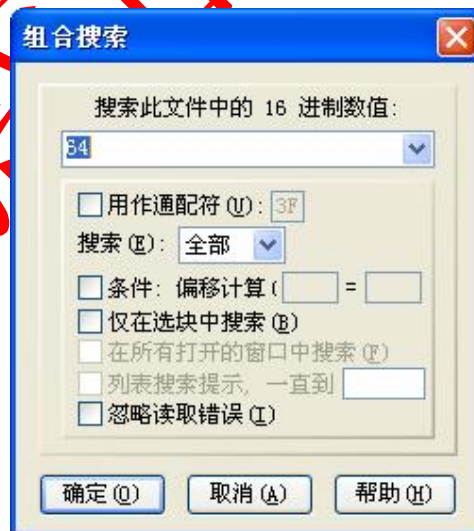 组合搜索
搜索此文件中的 16 进制数值:
64
用作通配符(U): 3F
搜索(E): 全部
条件: 偏移计算( =
仅在选块中搜索(B)
在所有打开的窗口中搜索(F)
列表搜索提示, 一直到
忽略读取错误(I)
确定(O) 取消(A) 帮助(H)